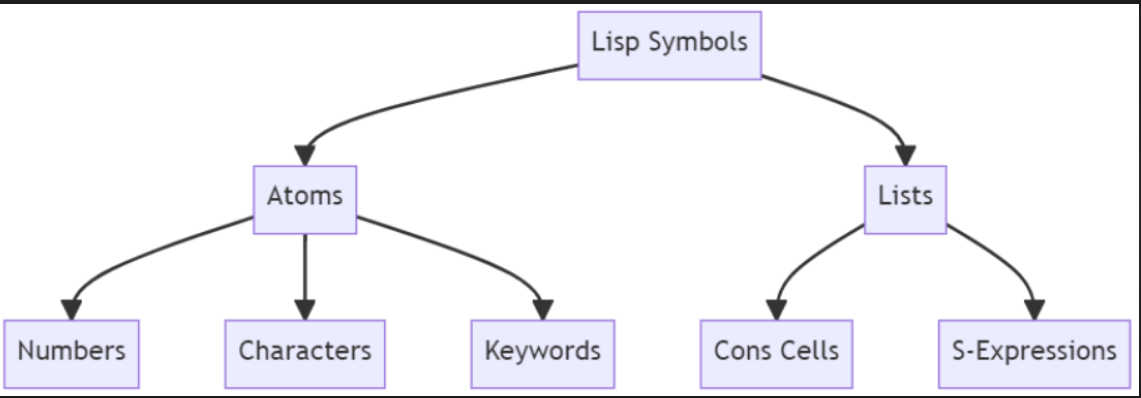 Lisp Symbols
Atoms
Lists
Numbers
Characters
Keywords
Cons Cells
S-Expressions